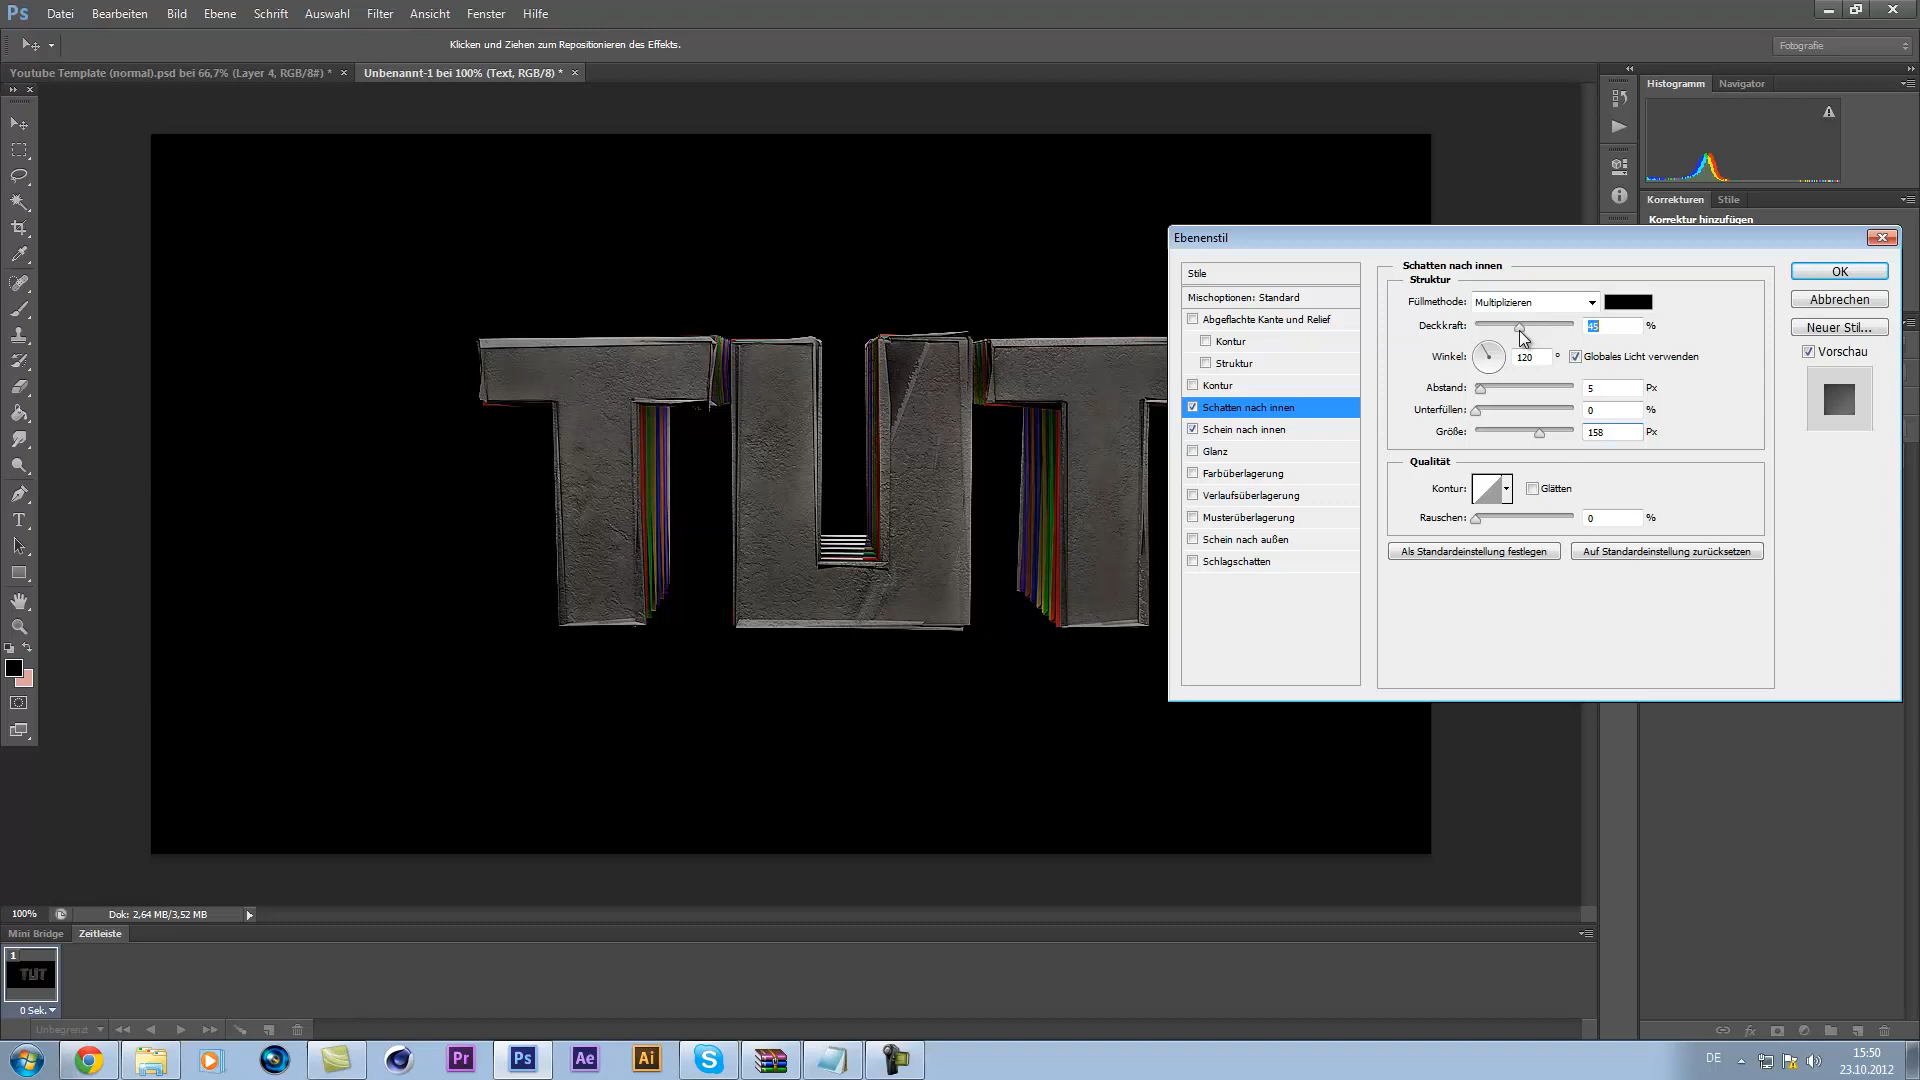 Ps Datei Bearbeiten Bild Ebene Schrift Auswahl Filter Ansicht Fenster Hilfe
Klicken und Ziehen zum Repositionieren des Effekts.
Fotografie
Youtube Template (normal).psd bei 66,7% (Layer 4, RGB/8#) * × Unbenannt-1 bei 100% (Text, RGB/8) * ×
Histogramm Navigator
Korrekturen Stile
Korrektur hinzufügen
TUT
Ebenenstil
Stile
Mischoptionen: Standard
Abgeflachte Kante und Relief
Kontur
Struktur
Kontur
Schatten nach innen
Schein nach innen
Glanz
Farbüberlagerung
Verlaufsüberlagerung
Musterüberlagerung
Schein nach außen
Schlagschatten
Schatten nach innen
Struktur
Füllmethode: Multiplizieren
Deckkraft: 45 %
Winkel: 120 ° Globales Licht verwenden
Abstand: 5 Px
Unterfüllen: 0 %
Größe: 158 Px
Qualität
Kontur: Glätten
Rauschen: 0 %
Als Standardeinstellung festlegen Auf Standardeinstellung zurücksetzen
OK
Abbrechen
Neuer Stil...
Vorschau
100% Dok: 2,64 MB/3,52 MB
Mini Bridge Zeitleiste
1
TUT
0 Sek.
Unbegrenzt
fx
Pr Ps Ae Ai
DE
15:50
23.10.2012